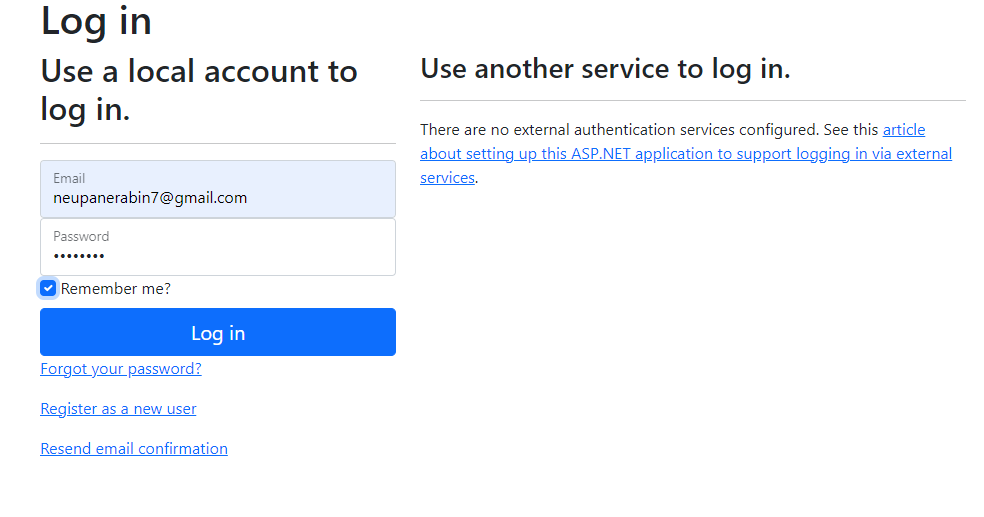 Log in
Use a local account to
log in.
Email
neupanerabin7@gmail.com
Password
••••••••
Remember me?
Log in
Forgot your password?
Register as a new user
Resend email confirmation
Use another service to log in.
There are no external authentication services configured. See this article
about setting up this ASP.NET application to support logging in via external
services.